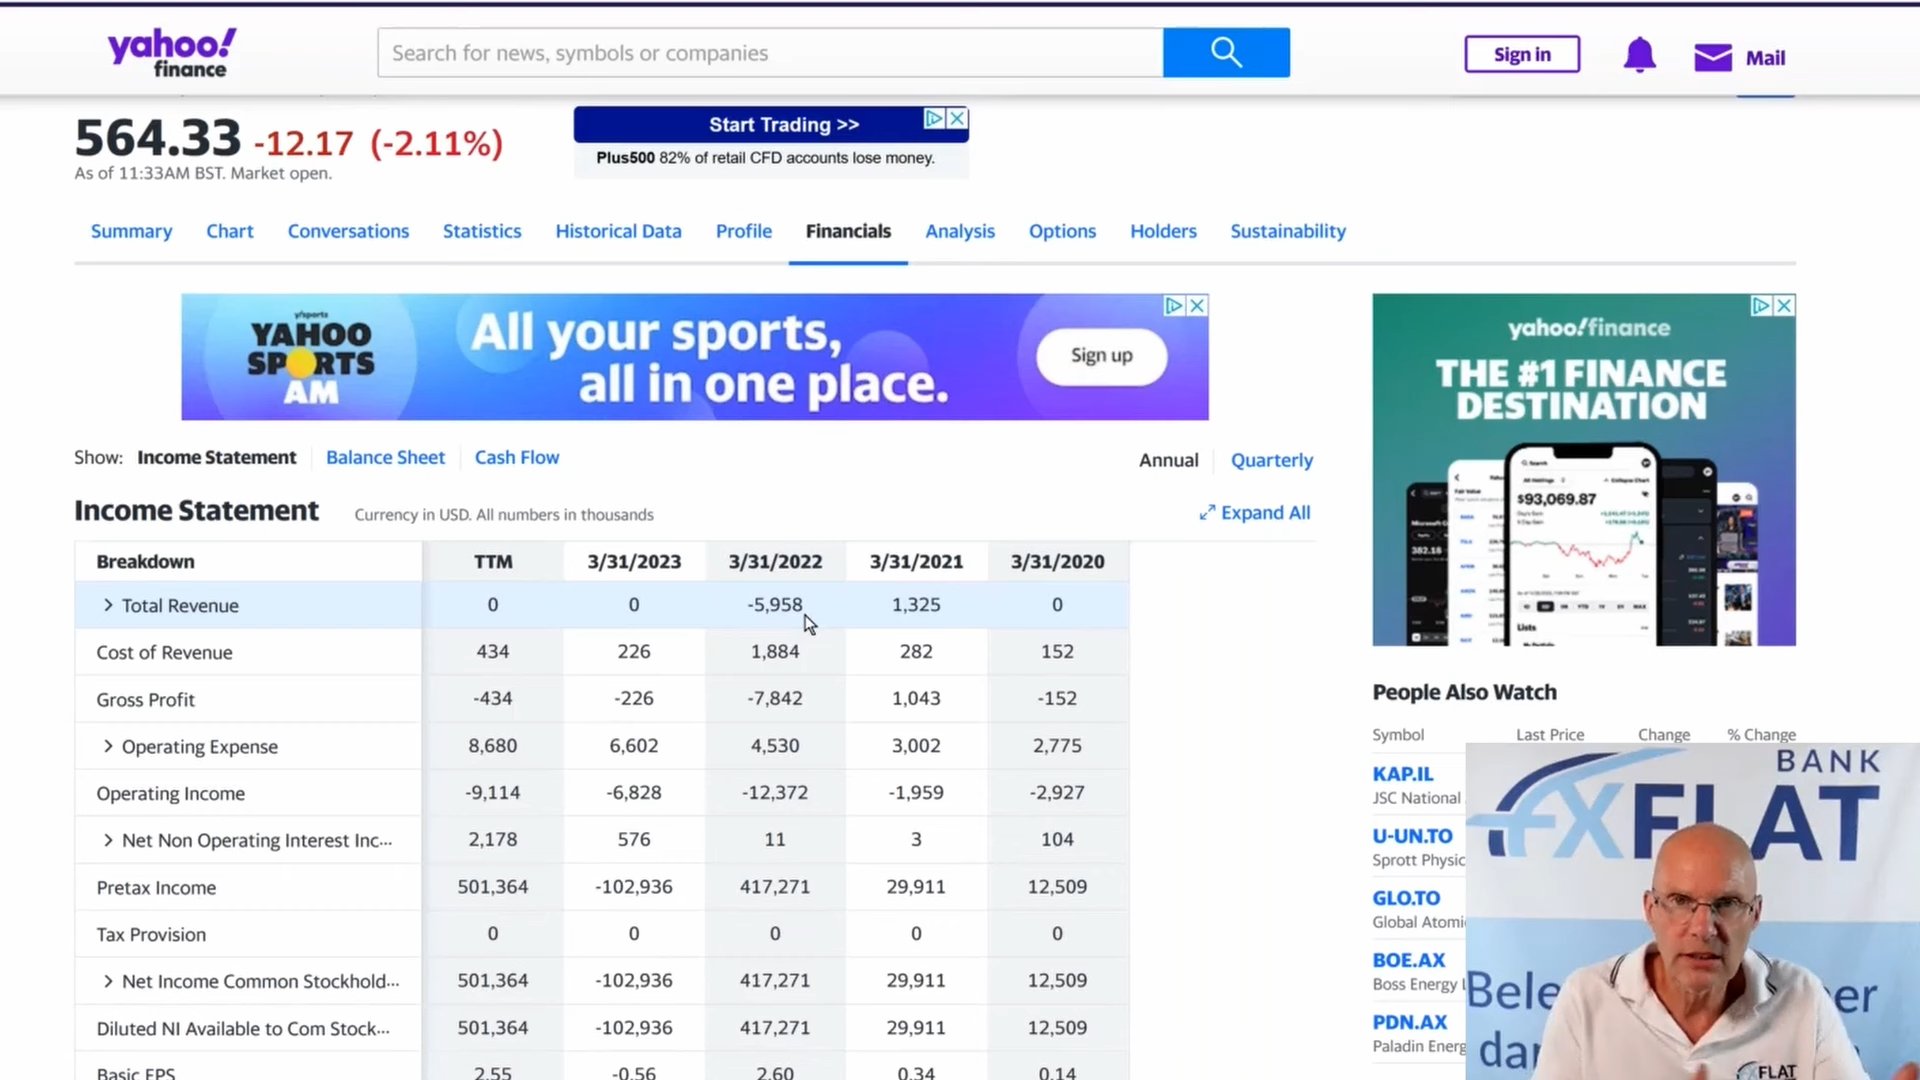 yahoo!
finance
Search for news, symbols or companies
Sign in
Mail
564.33 -12.17 (-2.11%)
As of 11:33AM BST. Market open.
Start Trading >>
Plus500 82% of retail CFD accounts lose money.
Summary Chart Conversations Statistics Historical Data Profile Financials Analysis Options Holders Sustainability
y/sports
YAHOO
SPORTS
AM
All your sports,
all in one place.
Sign up
yahoo!finance
THE #1 FINANCE
DESTINATION
Search
$93,069.87
382.18
Lists
Show: Income Statement Balance Sheet Cash Flow
Annual Quarterly
Income Statement Currency in USD. All numbers in thousands
Expand All
Breakdown TTM 3/31/2023 3/31/2022 3/31/2021 3/31/2020
Total Revenue 0 0 -5,958 1,325 0
Cost of Revenue 434 226 1,884 282 152
Gross Profit -434 -226 -7,842 1,043 -152
Operating Expense 8,680 6,602 4,530 3,002 2,775
Operating Income -9,114 -6,828 -12,372 -1,959 -2,927
Net Non Operating Interest Inc... 2,178 576 11 3 104
Pretax Income 501,364 -102,936 417,271 29,911 12,509
Tax Provision 0 0 0 0 0
Net Income Common Stockhold... 501,364 -102,936 417,271 29,911 12,509
Diluted NI Available to Com Stock... 501,364 -102,936 417,271 29,911 12,509
Basic EPS 2.55 -0.56 2.60 0.34 0.14
People Also Watch
Symbol Last Price Change % Change
KAP.IL
JSC National
U-UN.TO
Sprott Physic
GLO.TO
Global Atomi
BOE.AX
Boss Energy L
PDN.AX
Paladin Energ
BANK
FXFLAT
Bele
er
dar
FLAT